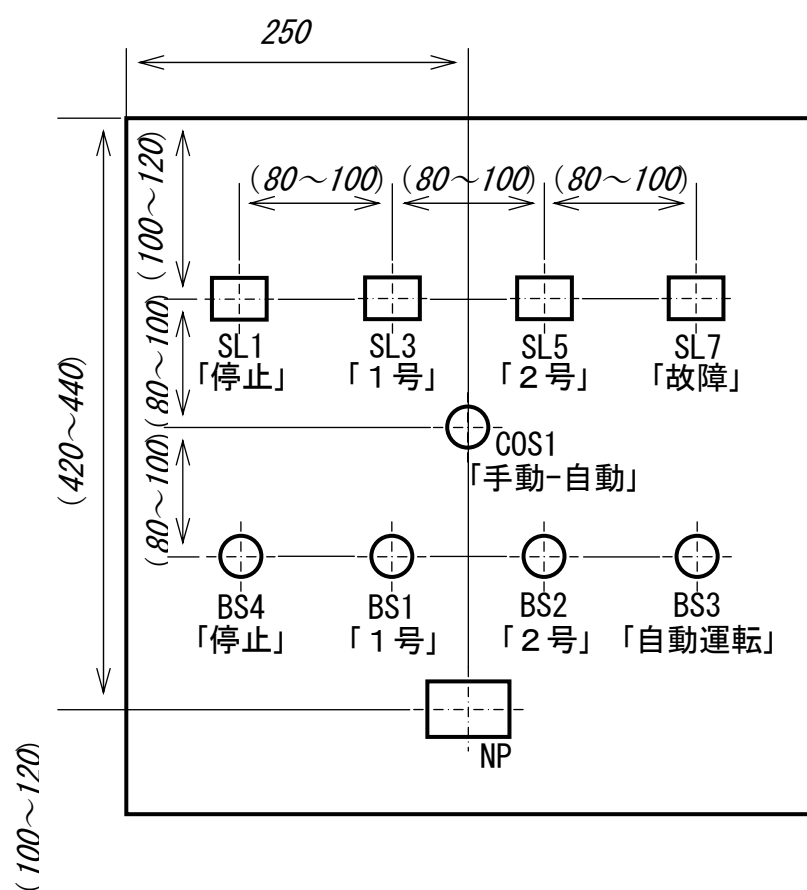 250
(100～120)
(80～100)
(80～100)
(80～100)
SL1
「停止」
SL3
「１号」
SL5
「２号」
SL7
「故障」
(80～100)
(420～440)
COS1
「手動-自動」
(80～100)
BS4
「停止」
BS1
「１号」
BS2
「２号」
BS3
「自動運転」
NP
(100～120)